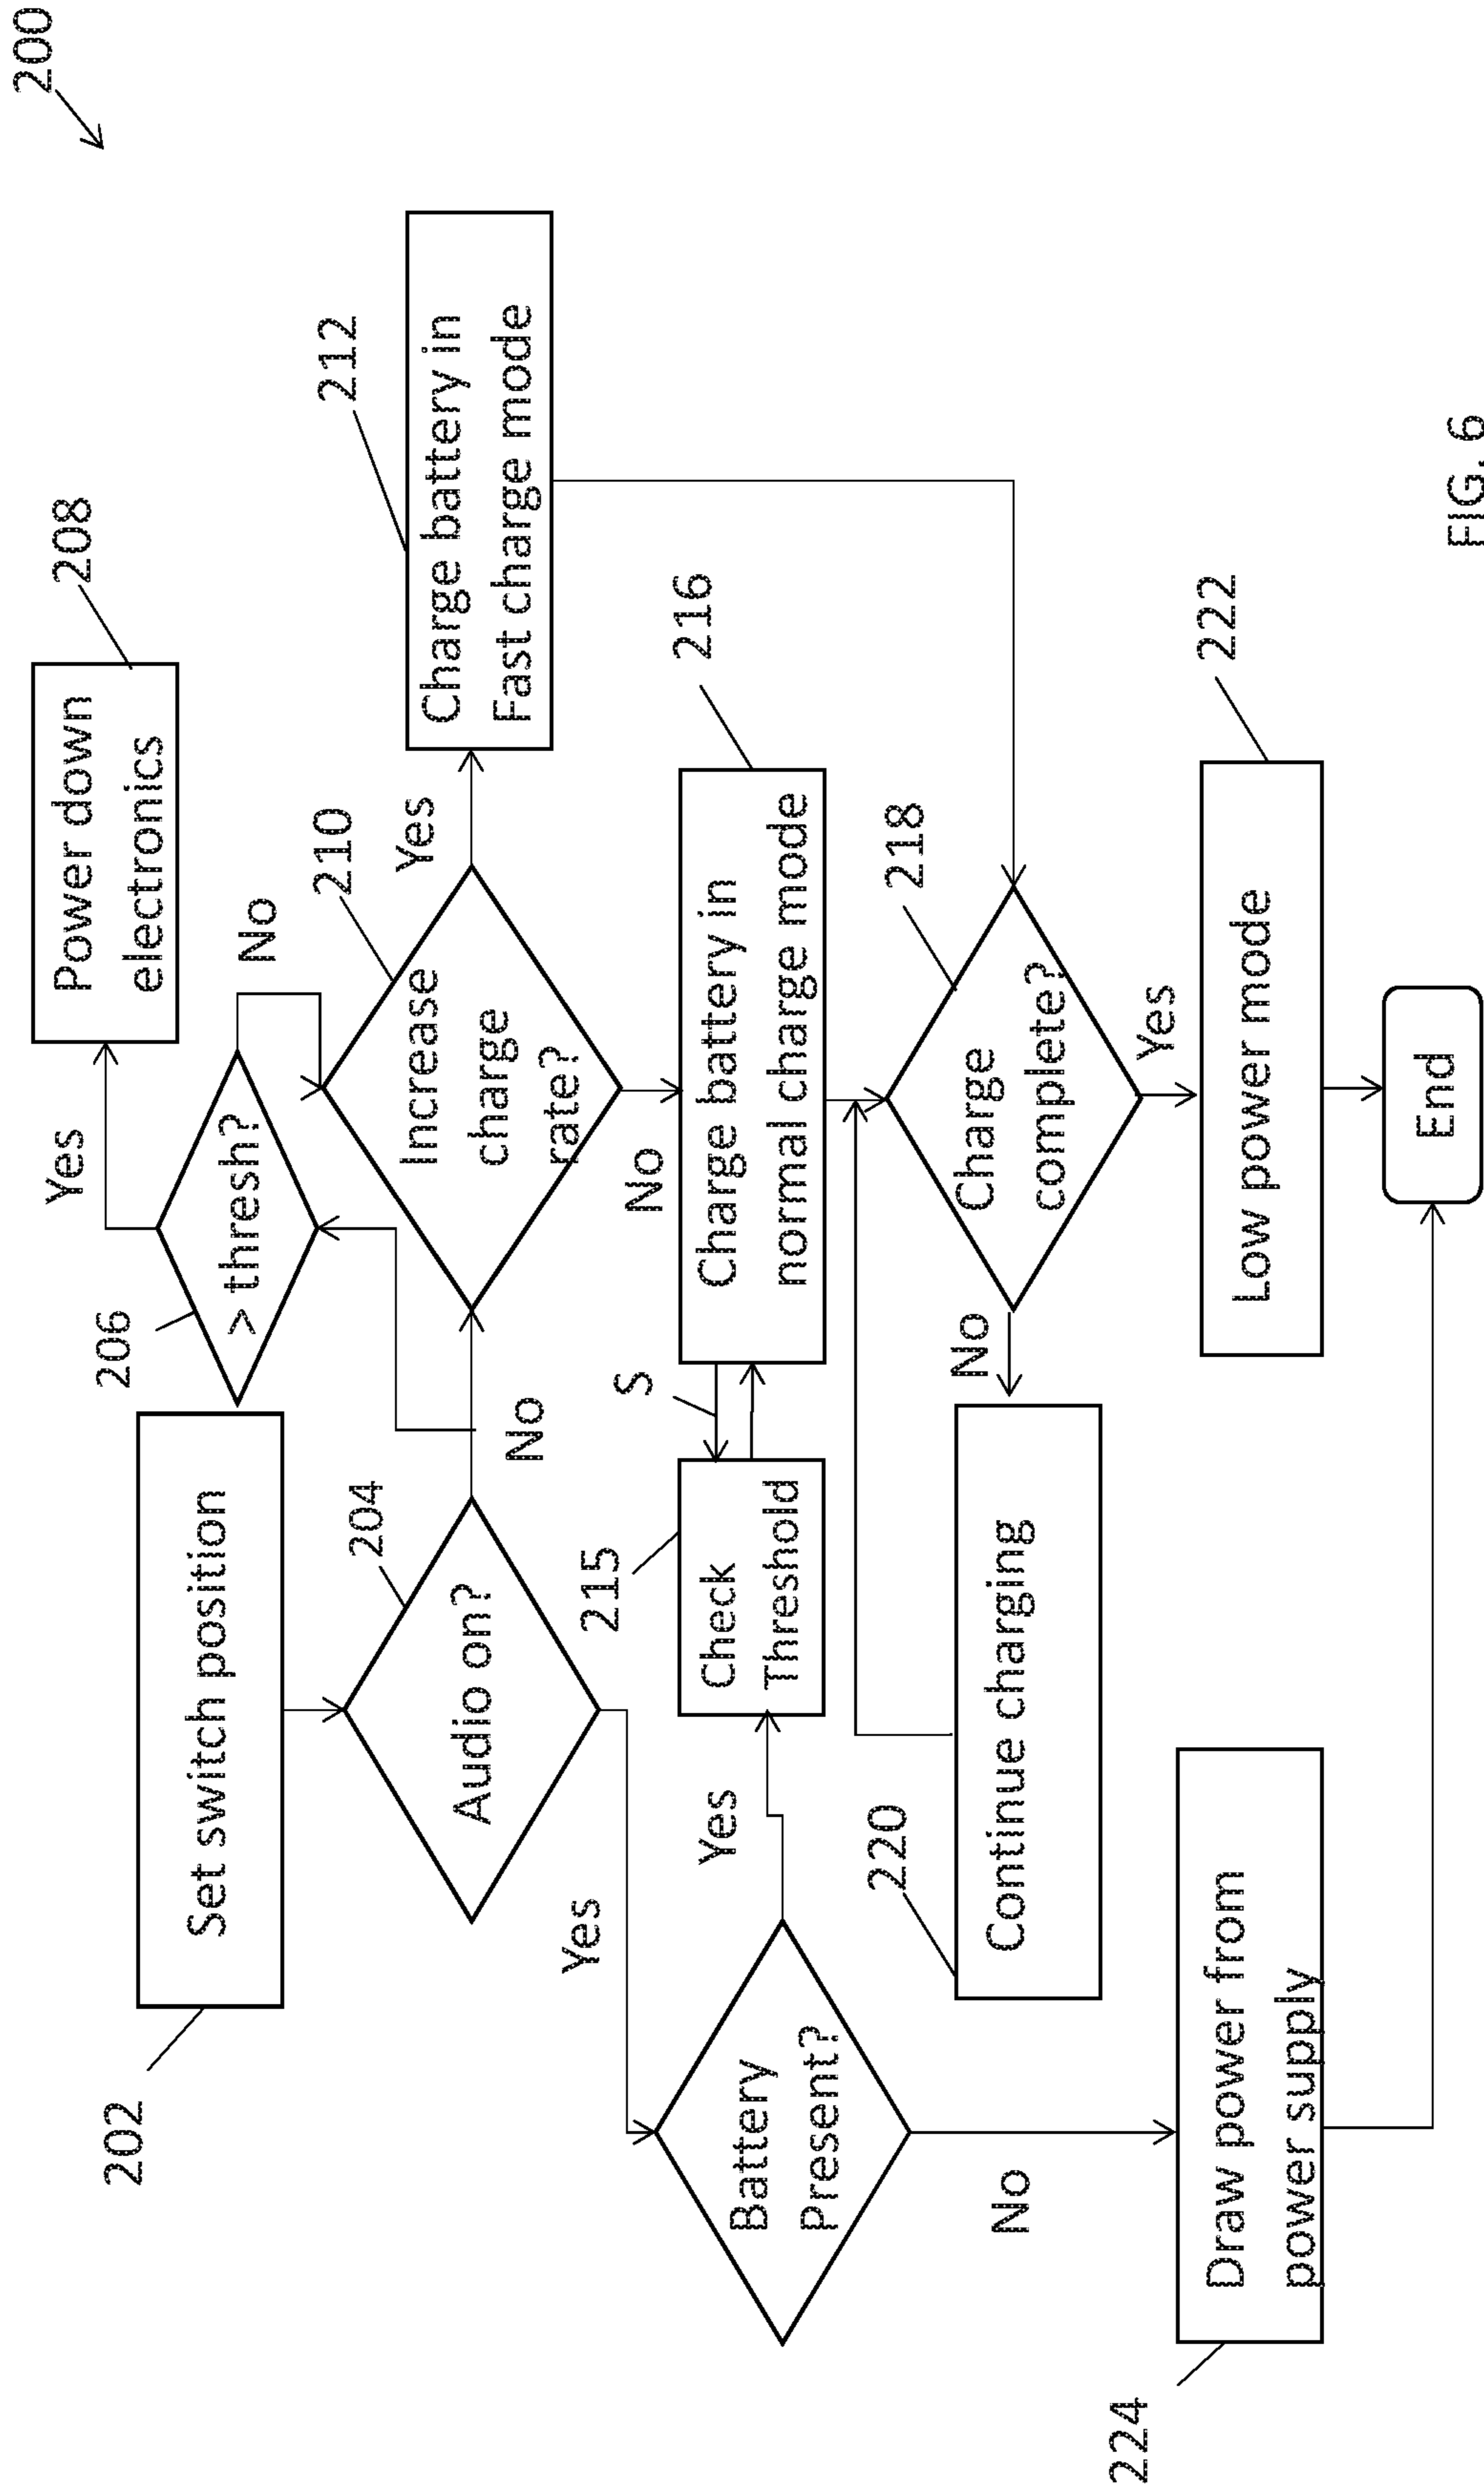 200
Power down
electronics
208
Yes
No
206
> thresh?
202
Set switch position
204
Audio on?
No
Yes
210
Increase
charge
rate?
Yes
No
212
Charge battery in
Fast charge mode
216
Charge battery in
normal charge mode
S
215
Check
Threshold
Yes
Battery
Present?
No
218
Charge
complete?
No
Yes
220
Continue charging
222
Low power mode
224
Draw power from
power supply
End
FIG. 6